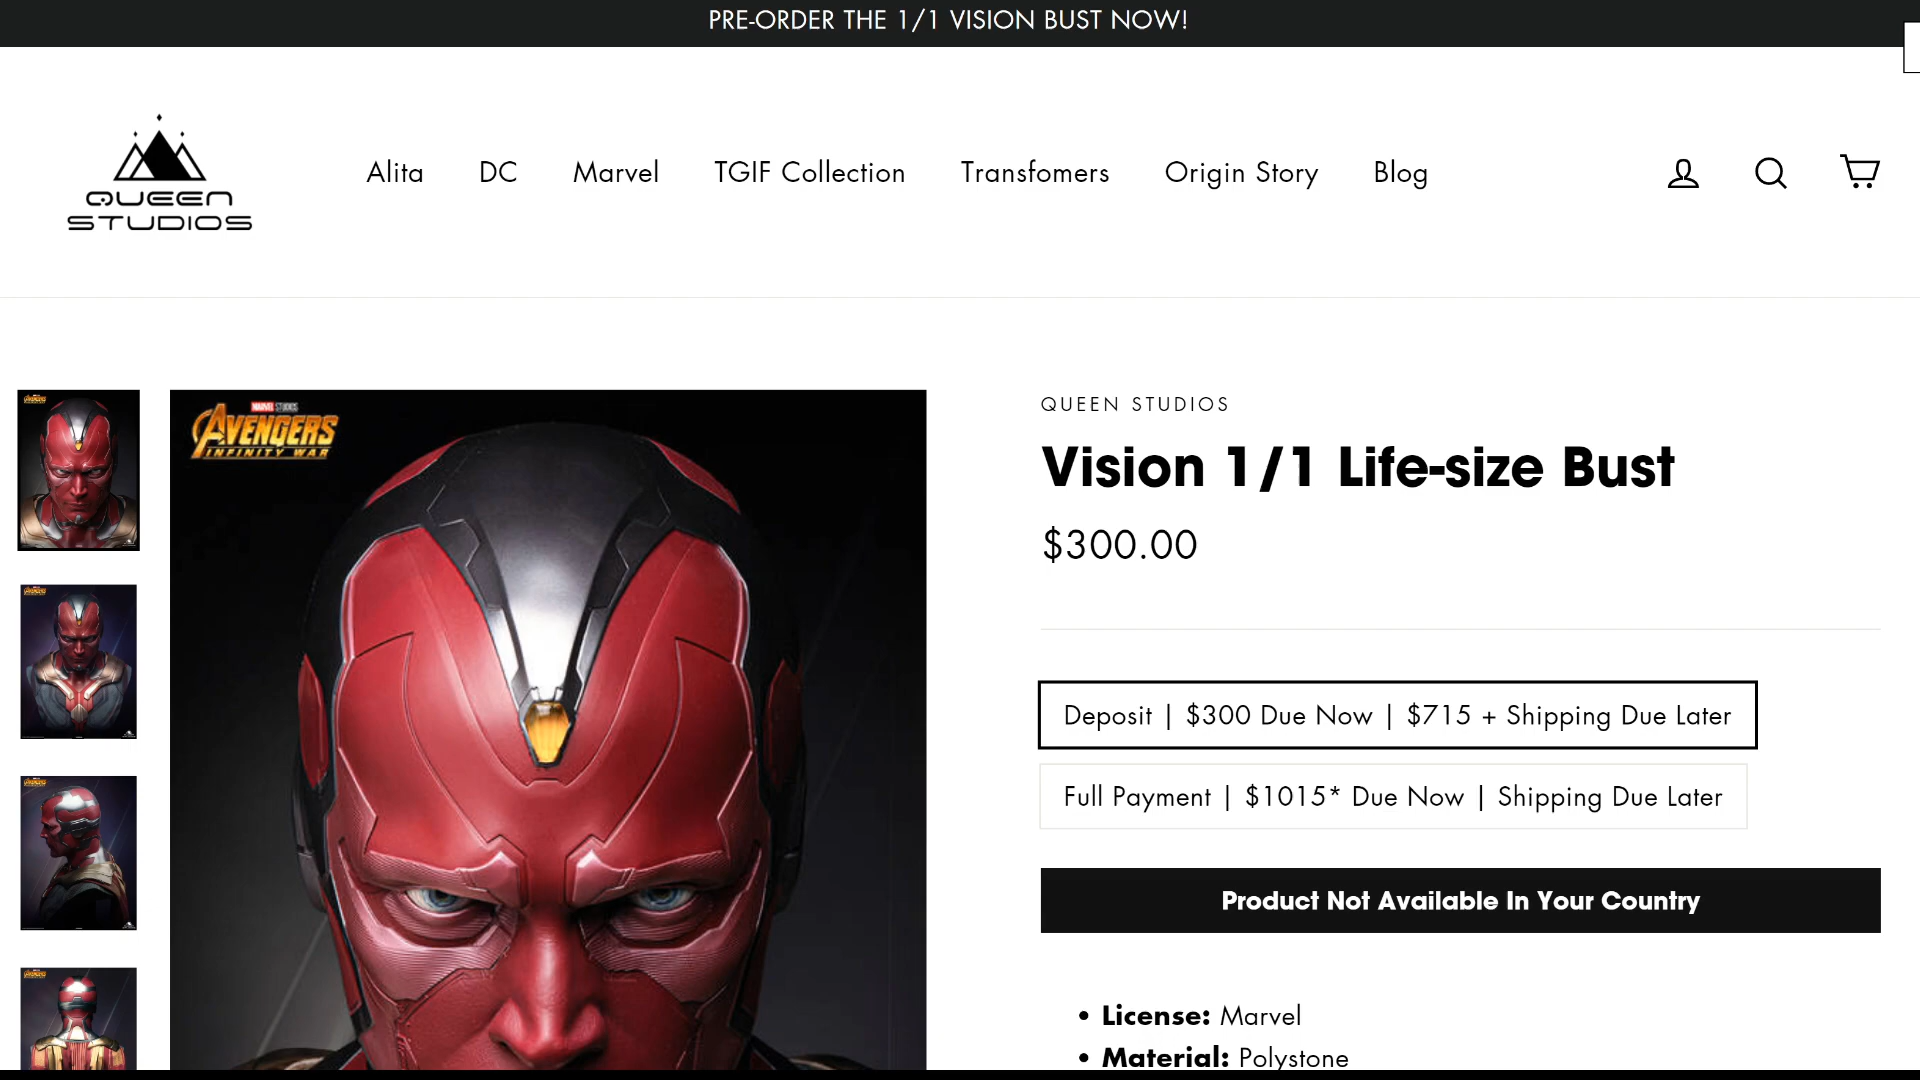 PRE-ORDER THE 1/1 VISION BUST NOW!
QUEEN
STUDIOS
Alita
DC
Marvel
TGIF Collection
Transfomers
Origin Story
Blog
MARVEL STUDIOS
AVENGERS
INFINITY WAR
QUEEN STUDIOS
Vision 1/1 Life-size Bust
$300.00
Deposit | $300 Due Now | $715 + Shipping Due Later
Full Payment | $1015* Due Now | Shipping Due Later
Product Not Available In Your Country
• License: Marvel
• Material: Polystone